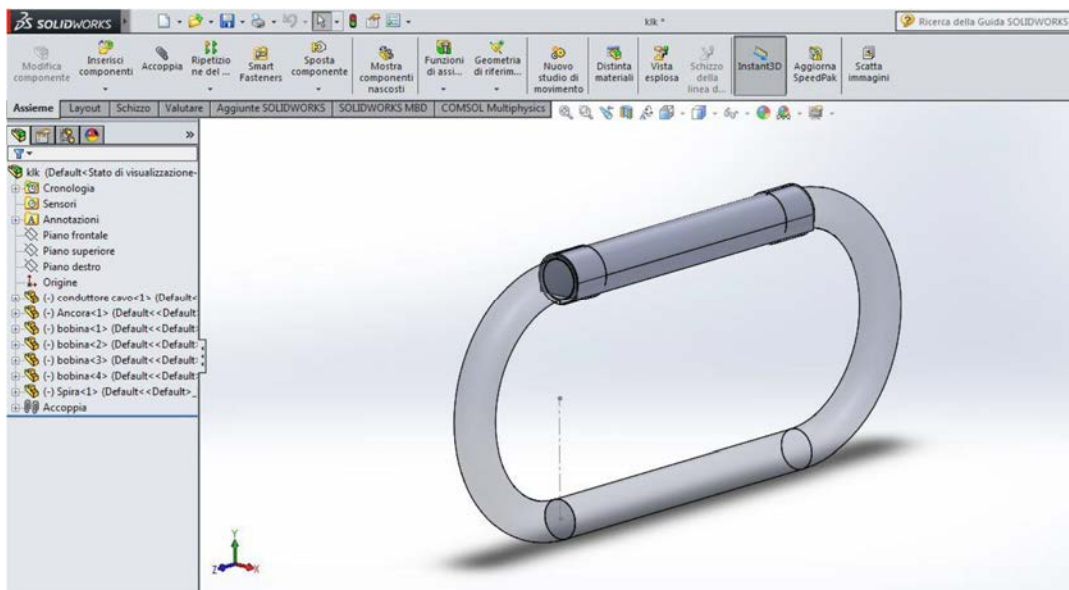 SOLIDWORKS
klk *
Ricerca della Guida SOLIDWORKS
Modifica componente
Inserisci componenti
Accoppia
Ripetizio ne del ...
Smart Fasteners
Sposta componente
Mostra componenti nascosti
Funzioni di assi...
Geometria di riferim...
Nuovo studio di movimento
Distinta materiali
Vista esplosa
Schizzo della linea d...
Instant3D
Aggiorna SpeedPak
Scatta immagini
Assieme Layout Schizzo Valutare Aggiunte SOLIDWORKS SOLIDWORKS MBD COMSOL Multiphysics
klk (Default<Stato di visualizzazione-
Cronologia
Sensori
Annotazioni
Piano frontale
Piano superiore
Piano destro
Origine
(-) conduttore cavo<1> (Default<
(-) Ancora<1> (Default<<Default
(-) bobina<1> (Default<<Default
(-) bobina<2> (Default<<Default
(-) bobina<3> (Default<<Default
(-) bobina<4> (Default<<Default
(-) Spira<1> (Default<<Default>_
Accoppia
Y
Z
X